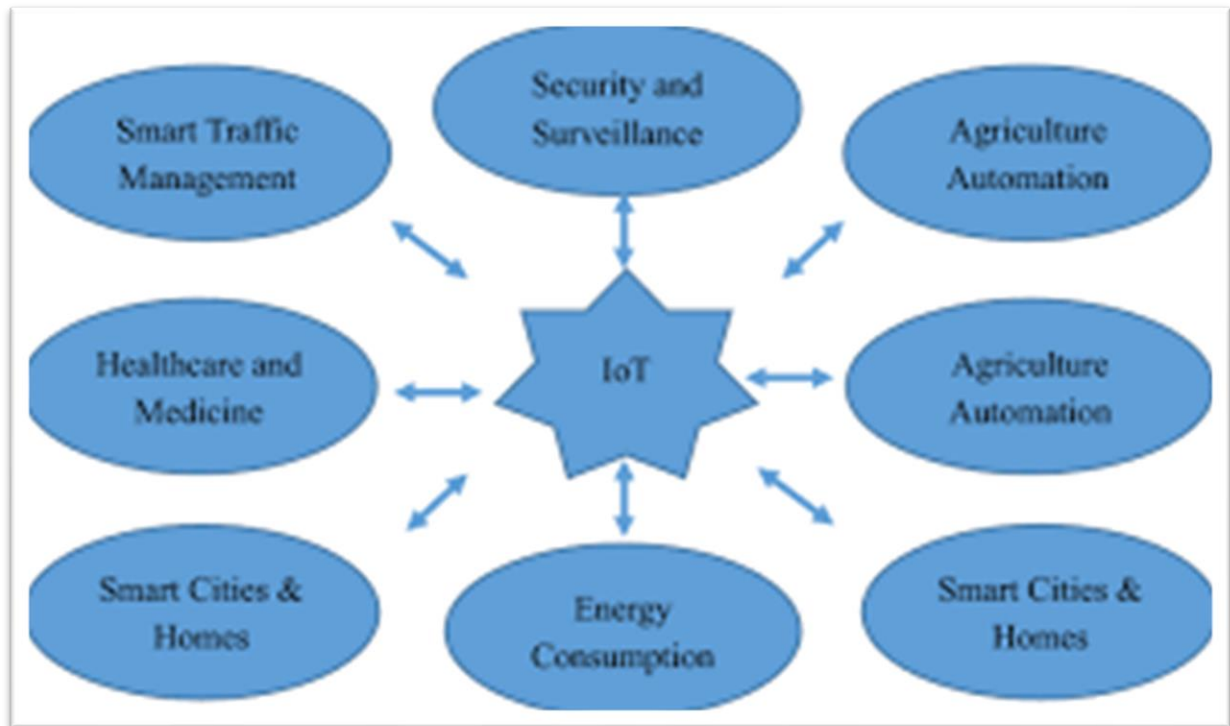 Security and
Surveillance
Smart Traffic
Management
Agriculture
Automation
Healthcare and
Medicine
IoT
Agriculture
Automation
Smart Cities &
Homes
Energy
Consumption
Smart Cities &
Homes